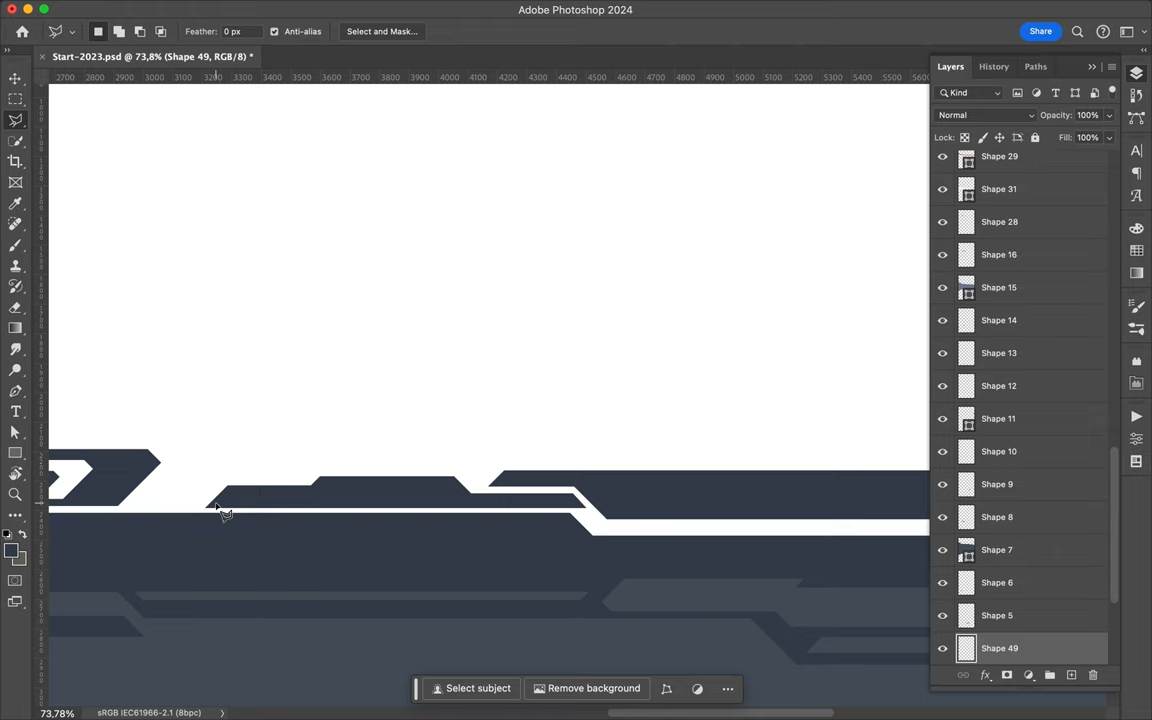 Adobe Photoshop 2024
Feather: 0 px
Anti-alias
Select and Mask...
Share
Start-2023.psd @ 73,8% (Shape 49, RGB/8) *
2700 2800 2900 3000 3100 3200 3300 3400 3500 3600 3700 3800 3900 4000 4100 4200 4300 4400 4500 4600 4700 4800 4900 5000 5100 5200 5300 5400 5500 5600
Layers History Paths
Kind
Normal
Opacity: 100%
Lock:
Fill: 100%
Shape 29
Shape 31
Shape 28
Shape 16
Shape 15
Shape 14
Shape 13
Shape 12
Shape 11
Shape 10
Shape 9
Shape 8
Shape 7
Shape 6
Shape 5
Shape 49
Select subject
Remove background
73,78%
sRGB IEC61966-2.1 (8bpc)